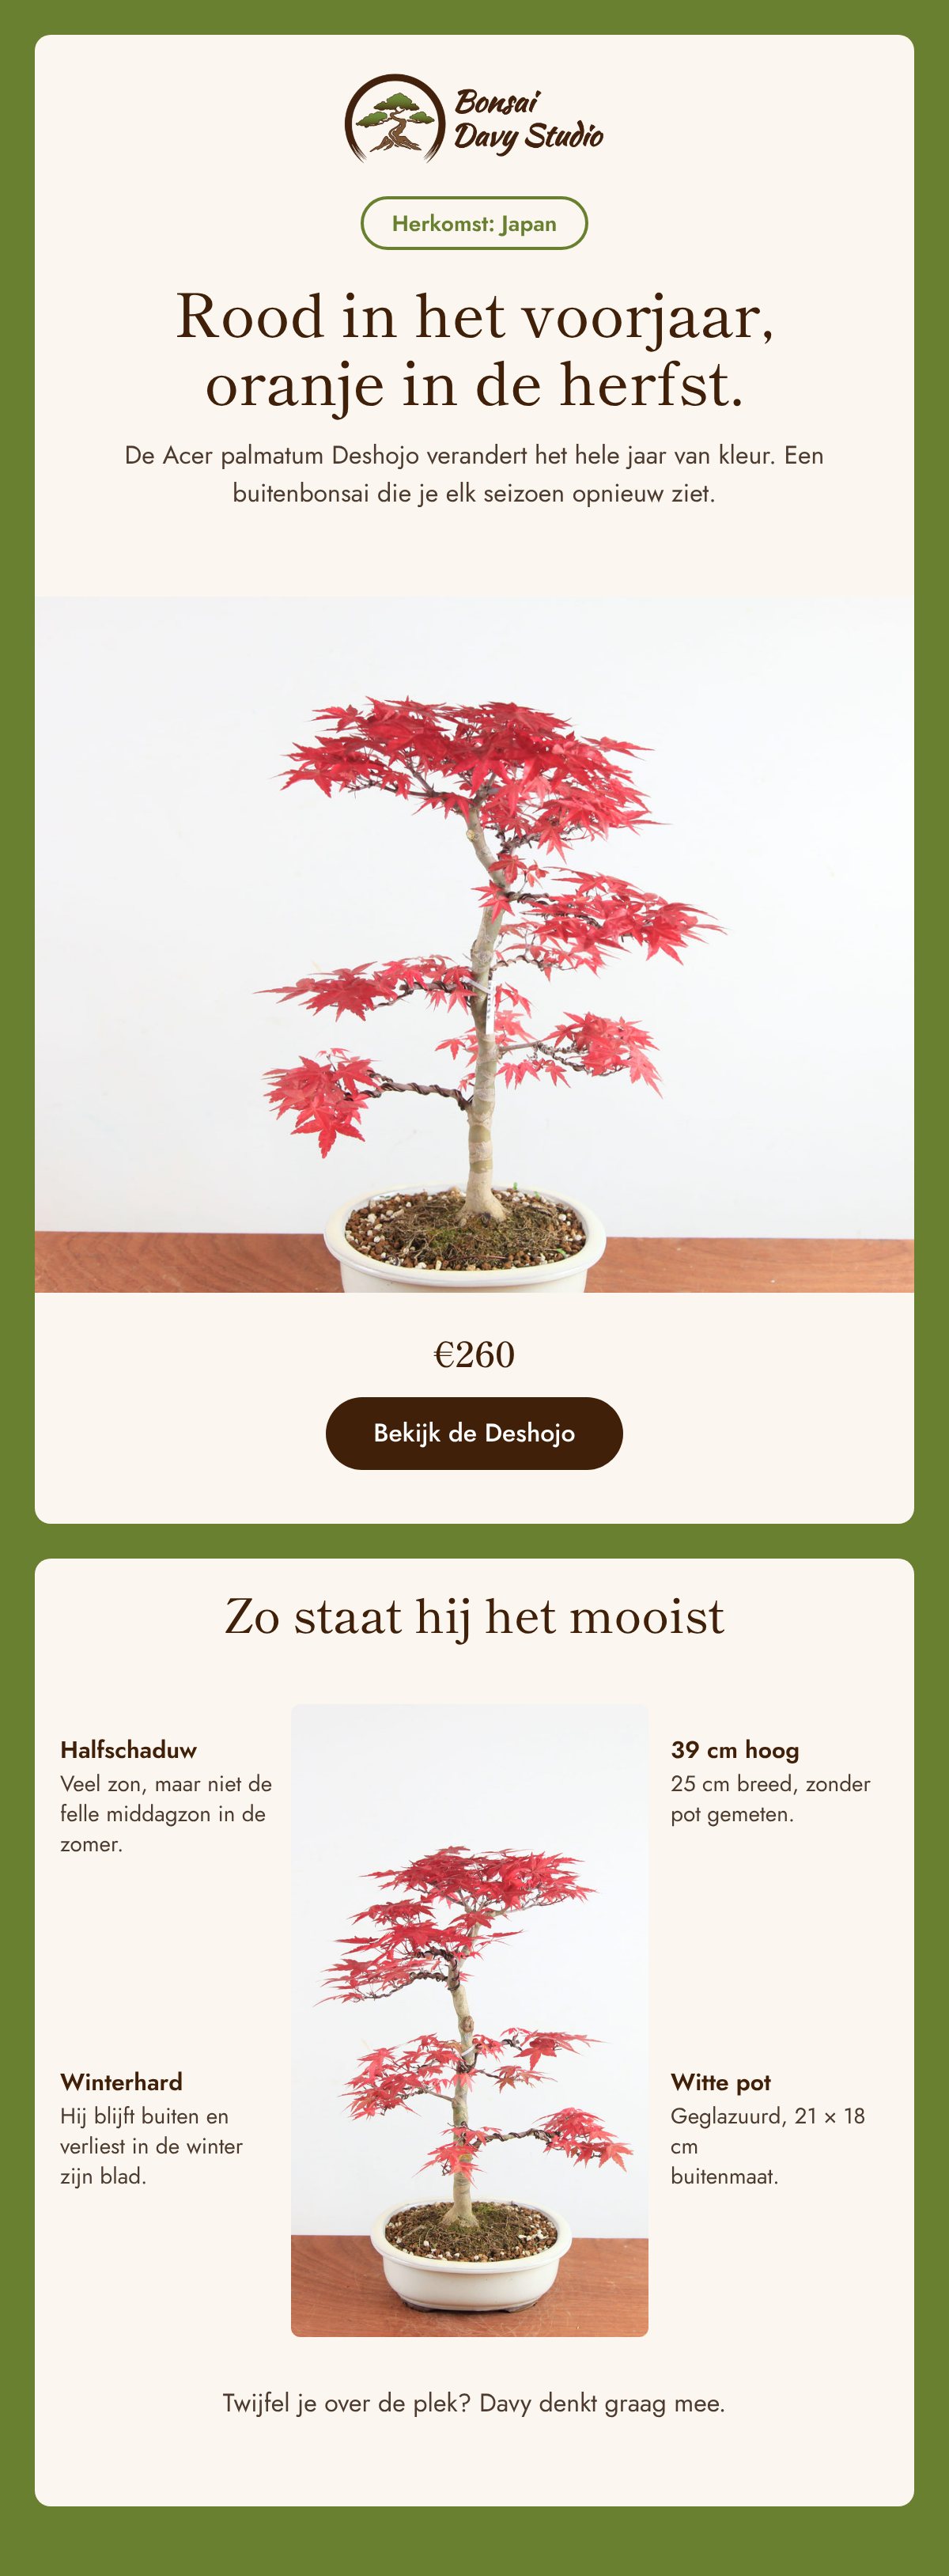 Bonsai
Davy Studio
Herkomst: Japan
Rood in het voorjaar,
oranje in de herfst.
De Acer palmatum Deshojo verandert het hele jaar van kleur. Een
buitenbonsai die je elk seizoen opnieuw ziet.
€260
Bekijk de Deshojo
Zo staat hij het mooist
Halfschaduw
Veel zon, maar niet de
felle middagzon in de
zomer.
Winterhard
Hij blijft buiten en
verliest in de winter
zijn blad.
39 cm hoog
25 cm breed, zonder
pot gemeten.
Witte pot
Geglazuurd, 21 × 18
cm
buitenmaat.
Twijfel je over de plek? Davy denkt graag mee.